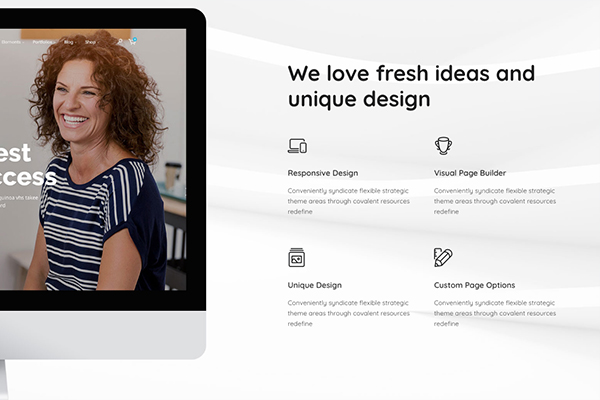 Elements Portfolios Blog Shop
We love fresh ideas and
unique design
est
ccess
Responsive Design
Conveniently syndicate flexible strategic
theme areas through covalent resources
redefine
Visual Page Builder
Conveniently syndicate flexible strategic
theme areas through covalent resources
redefine
Unique Design
Conveniently syndicate flexible strategic
theme areas through covalent resources
redefine
Custom Page Options
Conveniently syndicate flexible strategic
theme areas through covalent resources
redefine